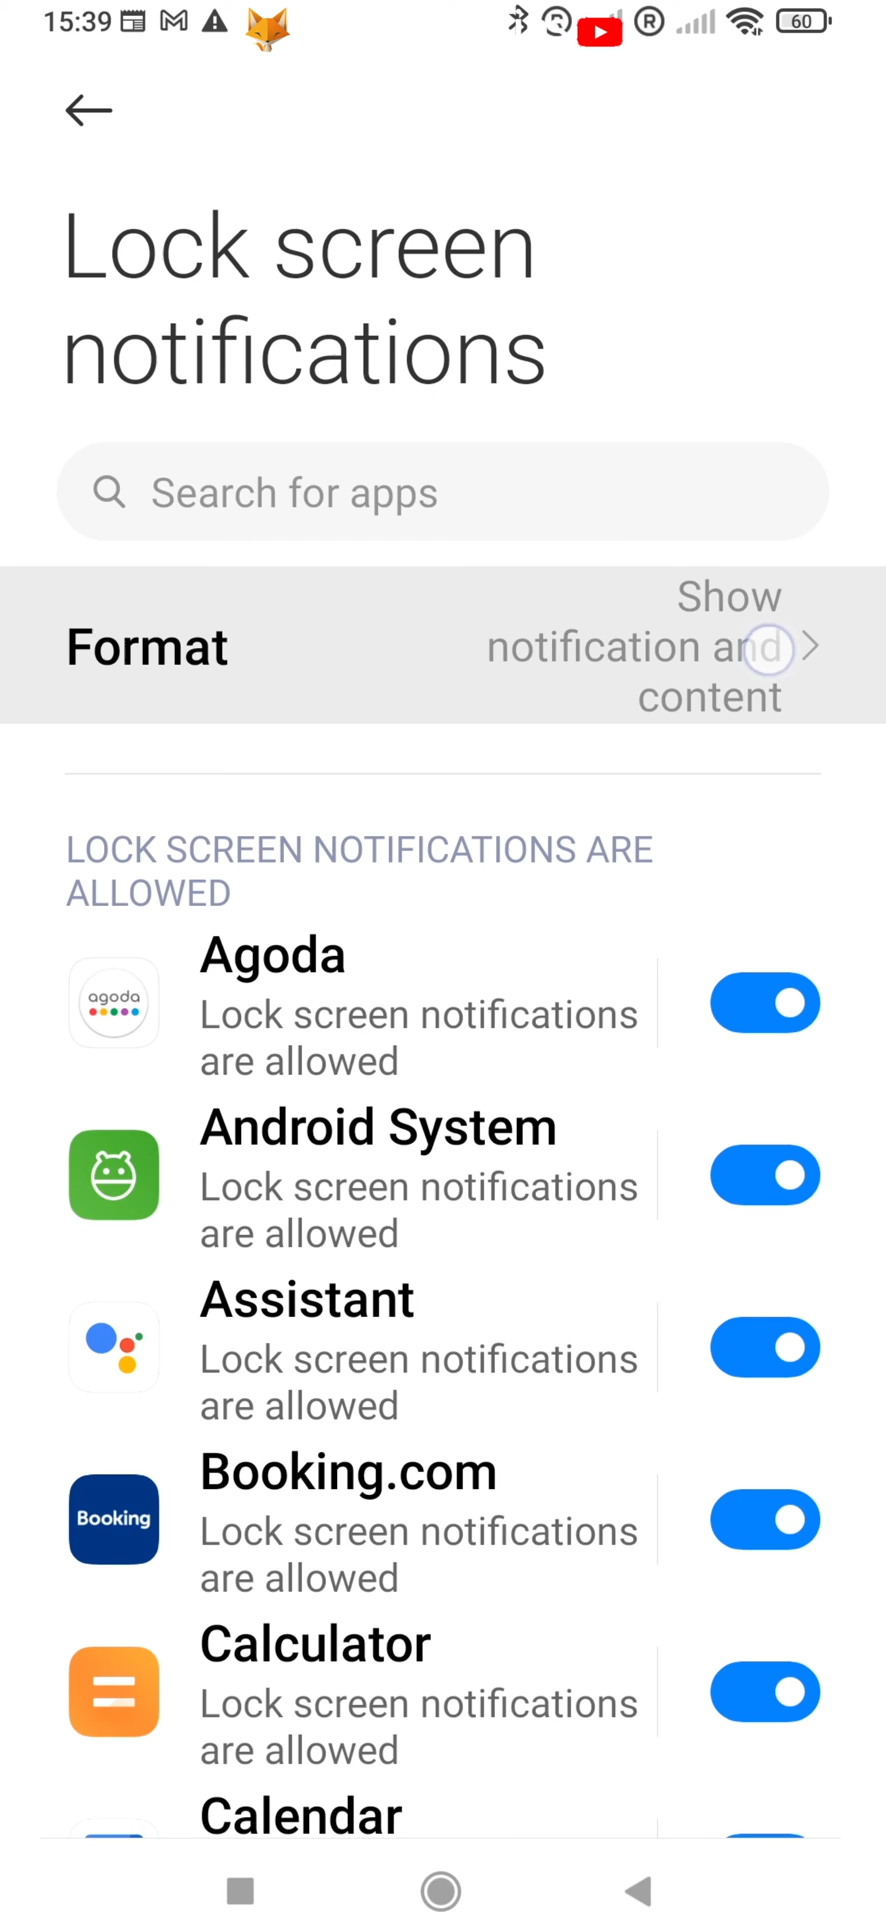 15:39
60
Lock screen
notifications
Search for apps
Format
Show
notification and
content
LOCK SCREEN NOTIFICATIONS ARE
ALLOWED
agoda
Agoda
Lock screen notifications
are allowed
Android System
Lock screen notifications
are allowed
Assistant
Lock screen notifications
are allowed
Booking
Booking.com
Lock screen notifications
are allowed
Calculator
Lock screen notifications
are allowed
Calendar